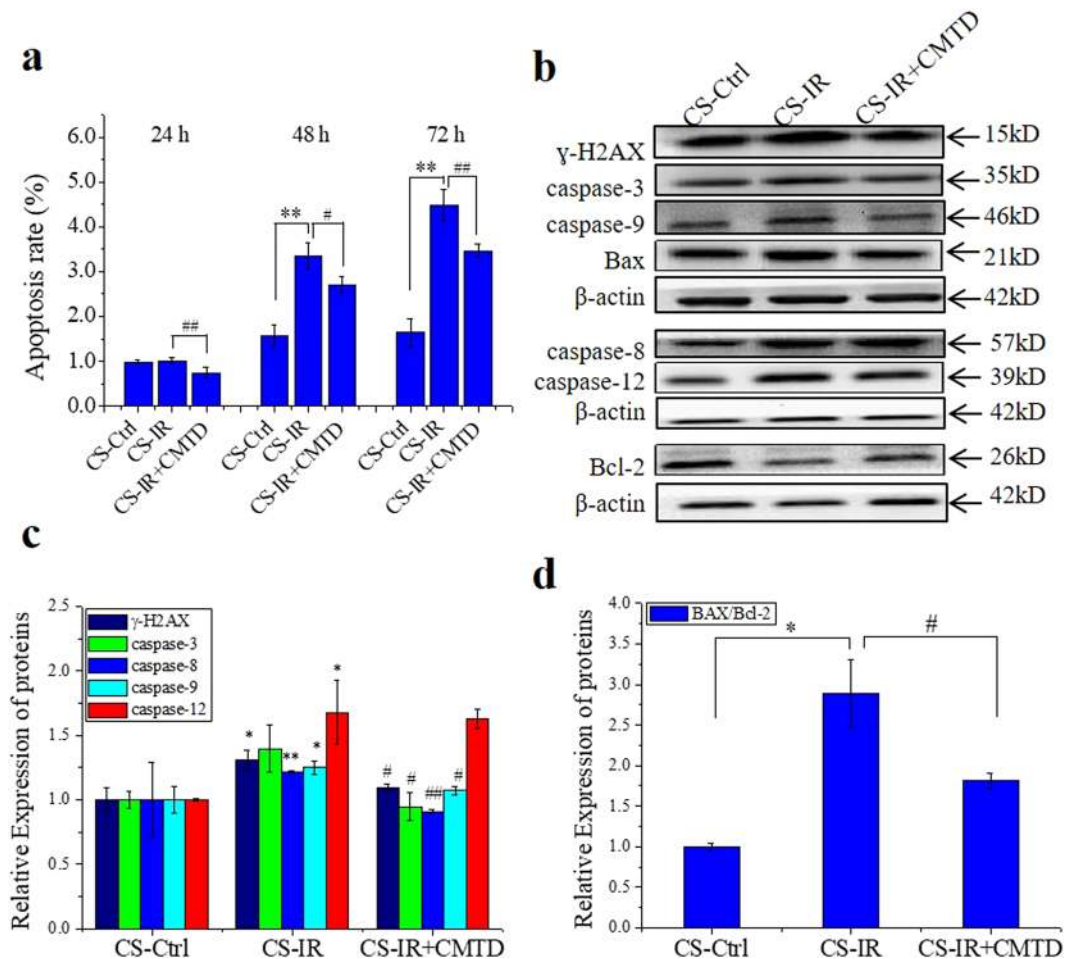 a
24 h 48 h 72 h
6.0
5.0
4.0
3.0
2.0
1.0
0.0
Apoptosis rate (%)
** ## ** # ##
CS-Ctrl CS-IR CS-IR+CMTD CS-Ctrl CS-IR CS-IR+CMTD CS-Ctrl CS-IR CS-IR+CMTD
b
CS-Ctrl CS-IR CS-IR+CMTD
γ-H2AX 15kD
caspase-3 35kD
caspase-9 46kD
Bax 21kD
β-actin 42kD
caspase-8 57kD
caspase-12 39kD
β-actin 42kD
Bcl-2 26kD
β-actin 42kD
c
2.5
2.0
1.5
1.0
0.5
0.0
Relative Expression of proteins
γ-H2AX
caspase-3
caspase-8
caspase-9
caspase-12
* ** * * # # ## #
CS-Ctrl CS-IR CS-IR+CMTD
d
4.0
3.5
3.0
2.5
2.0
1.5
1.0
0.5
0.0
Relative Expression of proteins
BAX/Bcl-2
* #
CS-Ctrl CS-IR CS-IR+CMTD